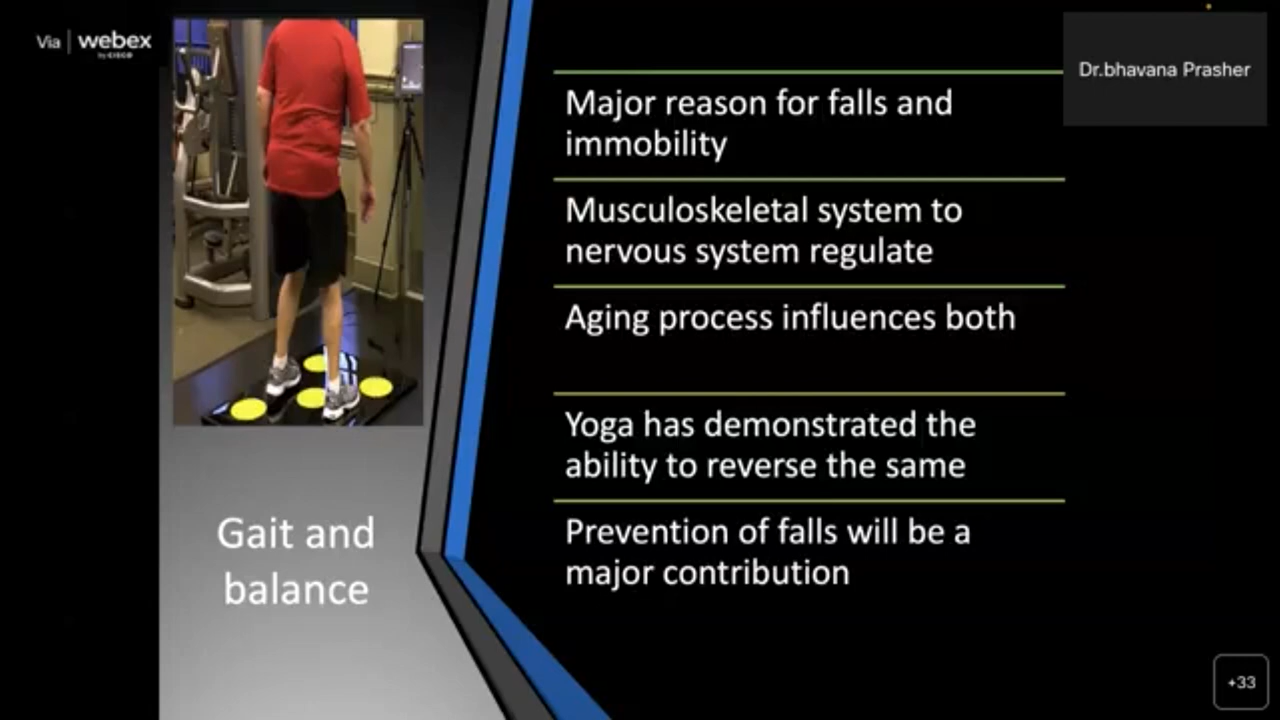 Via | webex
by CISCO
Dr.bhavana Prasher
Major reason for falls and
immobility
Musculoskeletal system to
nervous system regulate
Aging process influences both
Yoga has demonstrated the
ability to reverse the same
Prevention of falls will be a
major contribution
Gait and
balance
+33